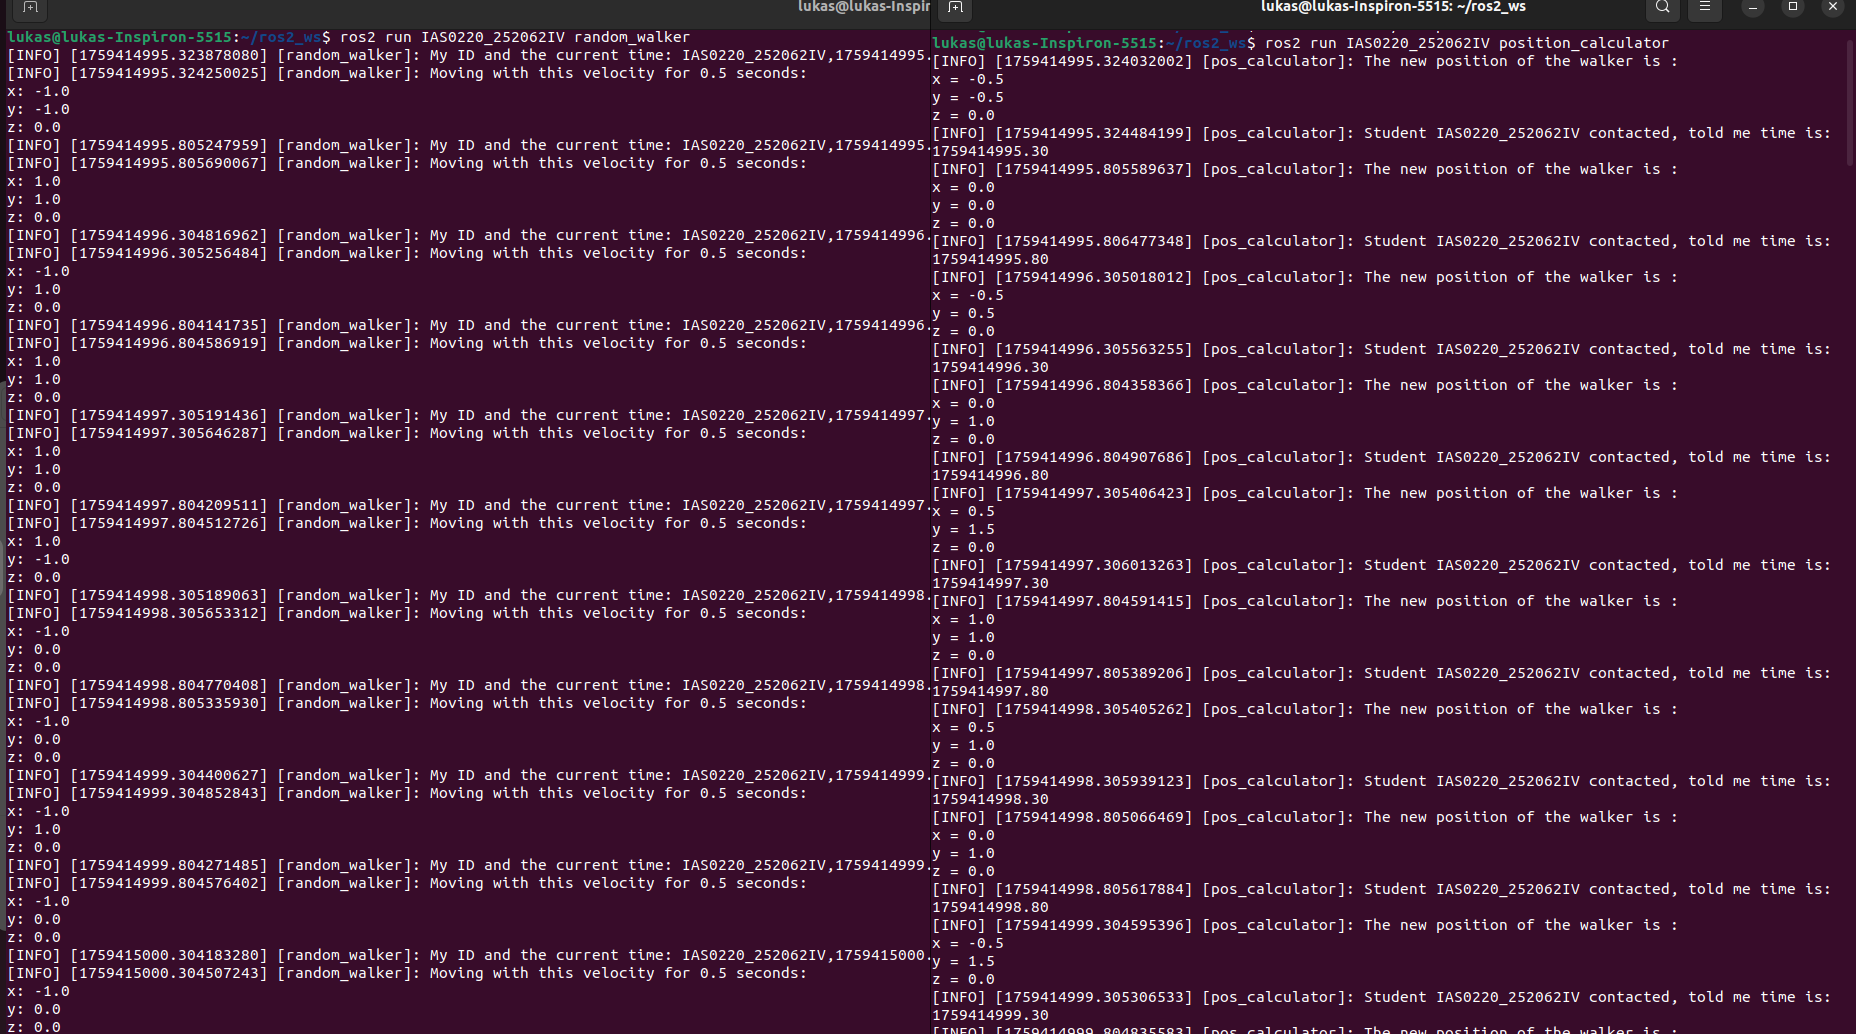 lukas@lukas-Inspir
lukas@lukas-Inspiron-5515:~/ros2_ws$ ros2 run IAS0220_252062IV random_walker
[INFO] [1759414995.323878080] [random_walker]: My ID and the current time: IAS0220_252062IV,1759414995.
[INFO] [1759414995.324250025] [random_walker]: Moving with this velocity for 0.5 seconds:
x: -1.0
y: -1.0
z: 0.0
[INFO] [1759414995.805247959] [random_walker]: My ID and the current time: IAS0220_252062IV,1759414995.
[INFO] [1759414995.805690067] [random_walker]: Moving with this velocity for 0.5 seconds:
x: 1.0
y: 1.0
z: 0.0
[INFO] [1759414996.304816962] [random_walker]: My ID and the current time: IAS0220_252062IV,1759414996.
[INFO] [1759414996.305256484] [random_walker]: Moving with this velocity for 0.5 seconds:
x: -1.0
y: 1.0
z: 0.0
[INFO] [1759414996.804141735] [random_walker]: My ID and the current time: IAS0220_252062IV,1759414996.
[INFO] [1759414996.804586919] [random_walker]: Moving with this velocity for 0.5 seconds:
x: 1.0
y: 1.0
z: 0.0
[INFO] [1759414997.305191436] [random_walker]: My ID and the current time: IAS0220_252062IV,1759414997.
[INFO] [1759414997.305646287] [random_walker]: Moving with this velocity for 0.5 seconds:
x: 1.0
y: 1.0
z: 0.0
[INFO] [1759414997.804209511] [random_walker]: My ID and the current time: IAS0220_252062IV,1759414997.
[INFO] [1759414997.804512726] [random_walker]: Moving with this velocity for 0.5 seconds:
x: 1.0
y: -1.0
z: 0.0
[INFO] [1759414998.305189063] [random_walker]: My ID and the current time: IAS0220_252062IV,1759414998.
[INFO] [1759414998.305653312] [random_walker]: Moving with this velocity for 0.5 seconds:
x: -1.0
y: 0.0
z: 0.0
[INFO] [1759414998.804770408] [random_walker]: My ID and the current time: IAS0220_252062IV,1759414998.
[INFO] [1759414998.805335930] [random_walker]: Moving with this velocity for 0.5 seconds:
x: -1.0
y: 0.0
z: 0.0
[INFO] [1759414999.304400627] [random_walker]: My ID and the current time: IAS0220_252062IV,1759414999.
[INFO] [1759414999.304852843] [random_walker]: Moving with this velocity for 0.5 seconds:
x: -1.0
y: 1.0
z: 0.0
[INFO] [1759414999.804271485] [random_walker]: My ID and the current time: IAS0220_252062IV,1759414999.
[INFO] [1759414999.804576402] [random_walker]: Moving with this velocity for 0.5 seconds:
x: -1.0
y: 0.0
z: 0.0
[INFO] [1759415000.304183280] [random_walker]: My ID and the current time: IAS0220_252062IV,1759415000.
[INFO] [1759415000.304507243] [random_walker]: Moving with this velocity for 0.5 seconds:
x: -1.0
y: 0.0
z: 0.0
lukas@lukas-Inspiron-5515: ~/ros2_ws
lukas@lukas-Inspiron-5515:~/ros2_ws$ ros2 run IAS0220_252062IV position_calculator
[INFO] [1759414995.324032002] [pos_calculator]: The new position of the walker is :
x = -0.5
y = -0.5
z = 0.0
[INFO] [1759414995.324484199] [pos_calculator]: Student IAS0220_252062IV contacted, told me time is:
1759414995.30
[INFO] [1759414995.805589637] [pos_calculator]: The new position of the walker is :
x = 0.0
y = 0.0
z = 0.0
[INFO] [1759414995.806477348] [pos_calculator]: Student IAS0220_252062IV contacted, told me time is:
1759414995.80
[INFO] [1759414996.305018012] [pos_calculator]: The new position of the walker is :
x = -0.5
y = 0.5
z = 0.0
[INFO] [1759414996.305563255] [pos_calculator]: Student IAS0220_252062IV contacted, told me time is:
1759414996.30
[INFO] [1759414996.804358366] [pos_calculator]: The new position of the walker is :
x = 0.0
y = 1.0
z = 0.0
[INFO] [1759414996.804907686] [pos_calculator]: Student IAS0220_252062IV contacted, told me time is:
1759414996.80
[INFO] [1759414997.305406423] [pos_calculator]: The new position of the walker is :
x = 0.5
y = 1.5
z = 0.0
[INFO] [1759414997.306013263] [pos_calculator]: Student IAS0220_252062IV contacted, told me time is:
1759414997.30
[INFO] [1759414997.804591415] [pos_calculator]: The new position of the walker is :
x = 1.0
y = 1.0
z = 0.0
[INFO] [1759414997.805389206] [pos_calculator]: Student IAS0220_252062IV contacted, told me time is:
1759414997.80
[INFO] [1759414998.305405262] [pos_calculator]: The new position of the walker is :
x = 0.5
y = 1.0
z = 0.0
[INFO] [1759414998.305939123] [pos_calculator]: Student IAS0220_252062IV contacted, told me time is:
1759414998.30
[INFO] [1759414998.805066469] [pos_calculator]: The new position of the walker is :
x = 0.0
y = 1.0
z = 0.0
[INFO] [1759414998.805617884] [pos_calculator]: Student IAS0220_252062IV contacted, told me time is:
1759414998.80
[INFO] [1759414999.304595396] [pos_calculator]: The new position of the walker is :
x = -0.5
y = 1.5
z = 0.0
[INFO] [1759414999.305306533] [pos_calculator]: Student IAS0220_252062IV contacted, told me time is:
1759414999.30
[INFO] [1759414999.804835583] [pos_calculator]: The new position of the walker is :